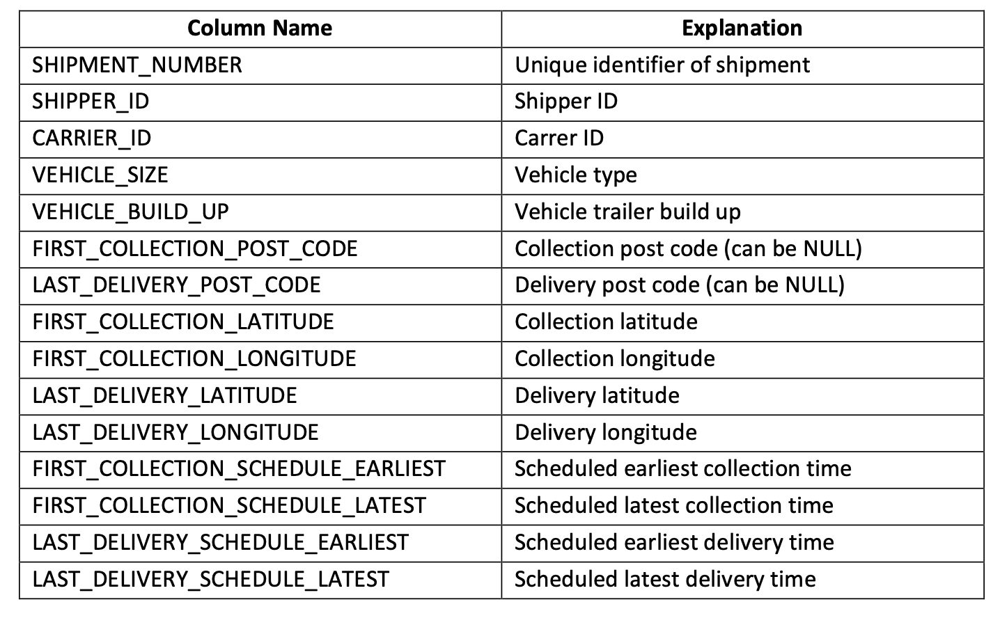 Column Name Explanation
SHIPMENT_NUMBER Unique identifier of shipment
SHIPPER_ID Shipper ID
CARRIER_ID Carrer ID
VEHICLE_SIZE Vehicle type
VEHICLE_BUILD_UP Vehicle trailer build up
FIRST_COLLECTION_POST_CODE Collection post code (can be NULL)
LAST_DELIVERY_POST_CODE Delivery post code (can be NULL)
FIRST_COLLECTION_LATITUDE Collection latitude
FIRST_COLLECTION_LONGITUDE Collection longitude
LAST_DELIVERY_LATITUDE Delivery latitude
LAST_DELIVERY_LONGITUDE Delivery longitude
FIRST_COLLECTION_SCHEDULE_EARLIEST Scheduled earliest collection time
FIRST_COLLECTION_SCHEDULE_LATEST Scheduled latest collection time
LAST_DELIVERY_SCHEDULE_EARLIEST Scheduled earliest delivery time
LAST_DELIVERY_SCHEDULE_LATEST Scheduled latest delivery time